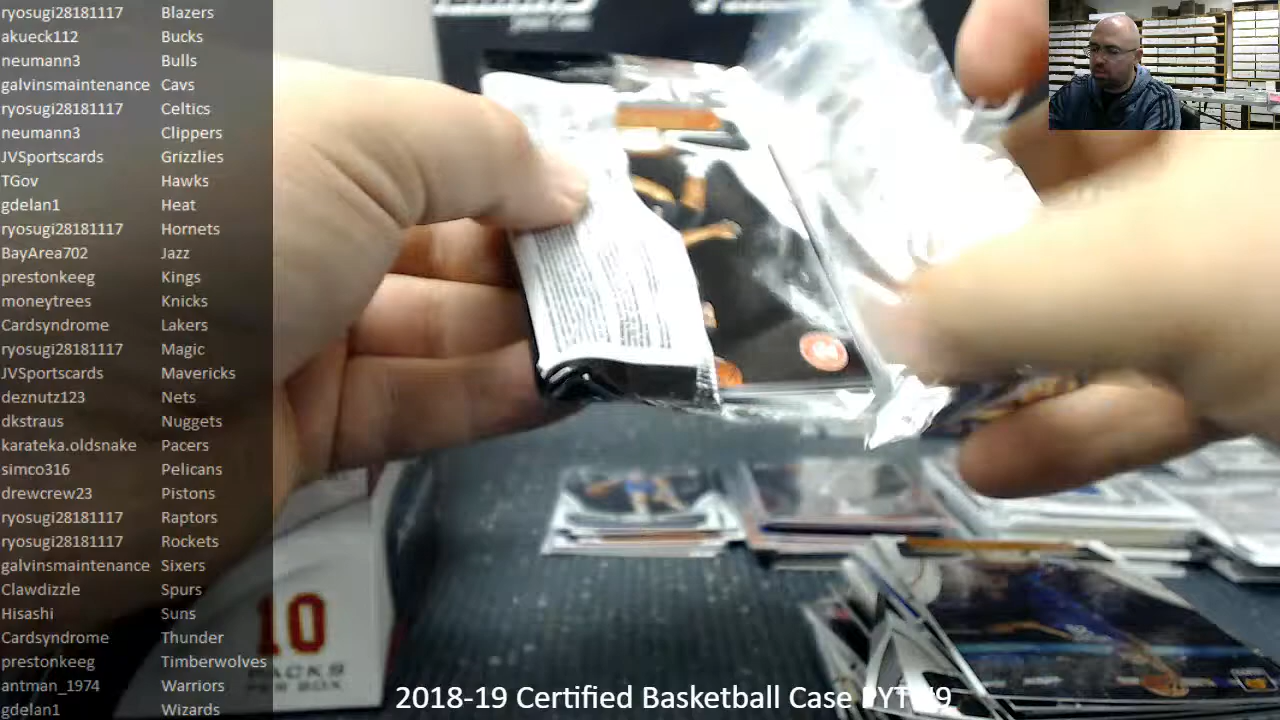 ryosugi28181117 Blazers
akueck112 Bucks
neumann3 Bulls
galvinsmaintenance Cavs
ryosugi28181117 Celtics
neumann3 Clippers
JVSportscards Grizzlies
TGov Hawks
gdelan1 Heat
ryosugi28181117 Hornets
BayArea702 Jazz
prestonkeeg Kings
moneytrees Knicks
Cardsyndrome Lakers
ryosugi28181117 Magic
JVSportscards Mavericks
deznutz123 Nets
dkstraus Nuggets
karateka.oldsnake Pacers
simco316 Pelicans
drewcrew23 Pistons
ryosugi28181117 Raptors
ryosugi28181117 Rockets
galvinsmaintenance Sixers
Clawdizzle Spurs
Hisashi Suns
Cardsyndrome Thunder
prestonkeeg Timberwolves
antman_1974 Warriors
gdelan1 Wizards
10
PACKS
PER BOX
2018-19 Certified Basketball Case PYT